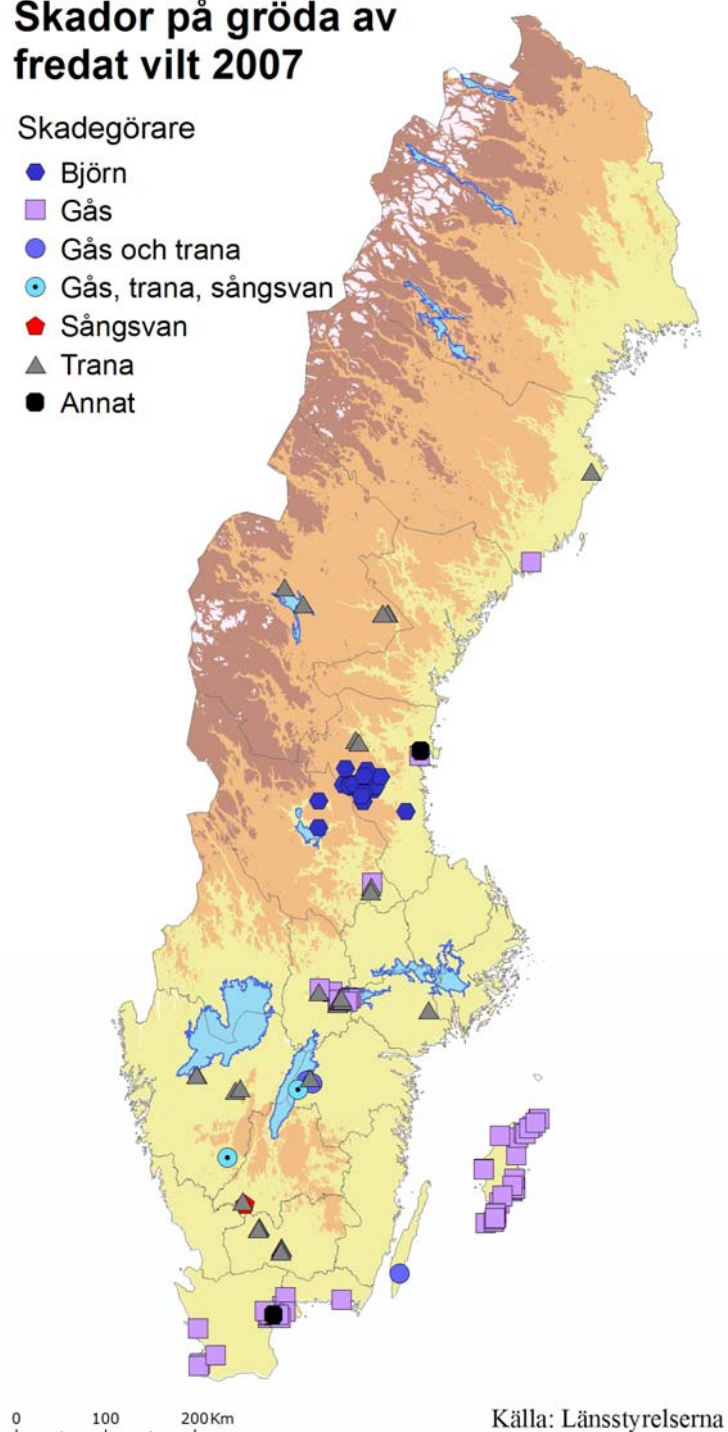 Skador på gröda av
fredat vilt 2007
Skadegörare
Björn
Gås
Gås och trana
Gås, trana, sångsvan
Sångsvan
Trana
Annat
0 100 200Km
Källa: Länsstyrelserna